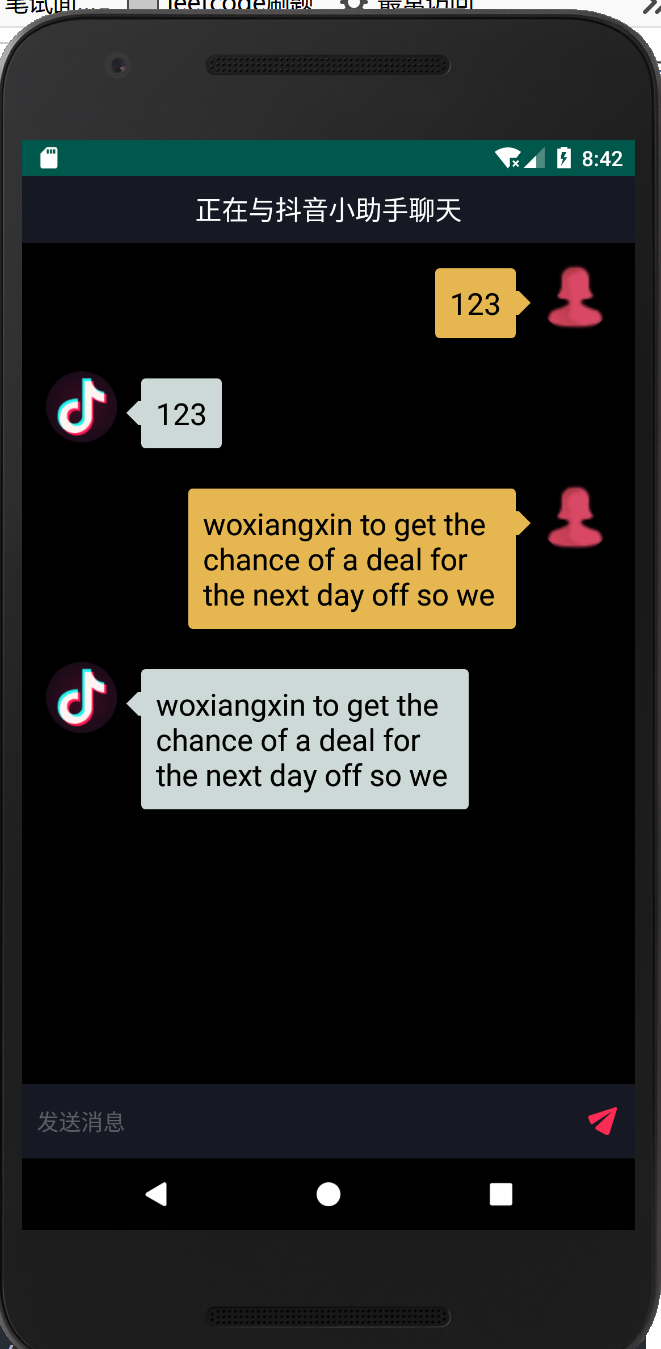 8:42
正在与抖音小助手聊天
123
123
woxiangxin to get the
chance of a deal for
the next day off so we
woxiangxin to get the
chance of a deal for
the next day off so we
发送消息